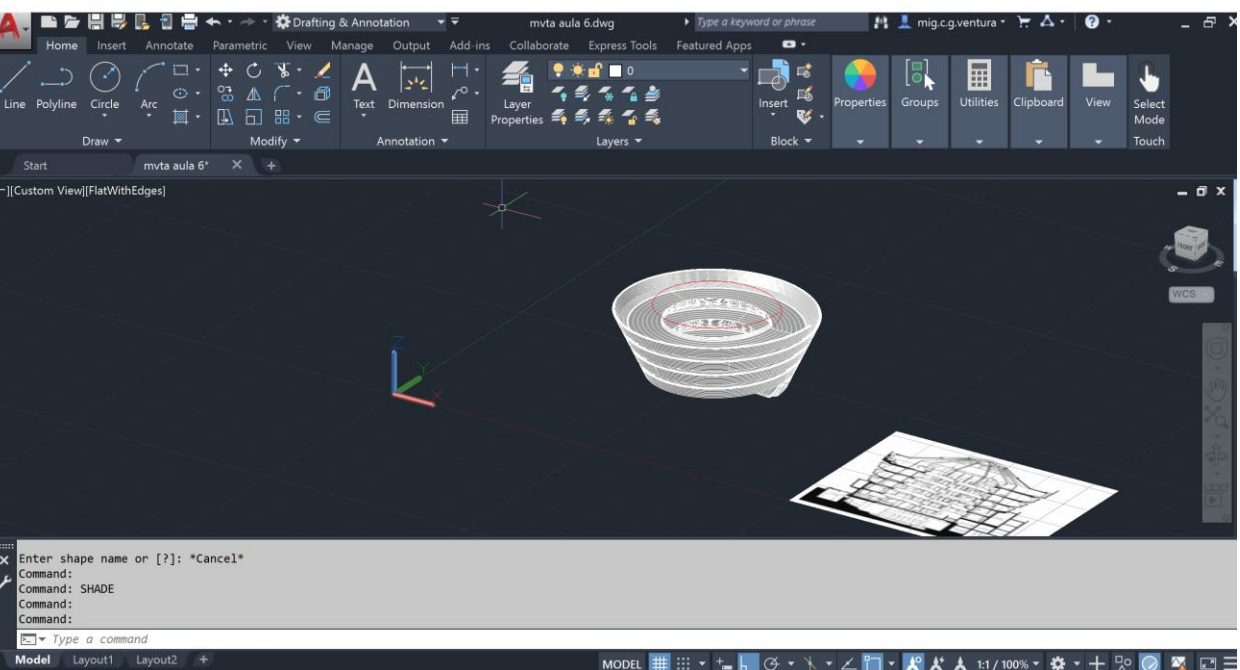 Drafting & Annotation
mvta aula 6.dwg
Type a keyword or phrase
mig.c.g.ventura
Home Insert Annotate Parametric View Manage Output Add-ins Collaborate Express Tools Featured Apps
0
Line Polyline Circle Arc
Text Dimension
Layer
Properties
Insert
Properties Groups Utilities Clipboard View Select
Mode
Draw Modify Annotation Layers Block Touch
Start mvta aula 6* X +
−][Custom View][FlatWithEdges]
FRONT
S E
WCS
Z
Y
X
Enter shape name or [?]: *Cancel*
Command:
Command: SHADE
Command:
Command:
Type a command
Model Layout1 Layout2 +
MODEL 1:1 / 100%